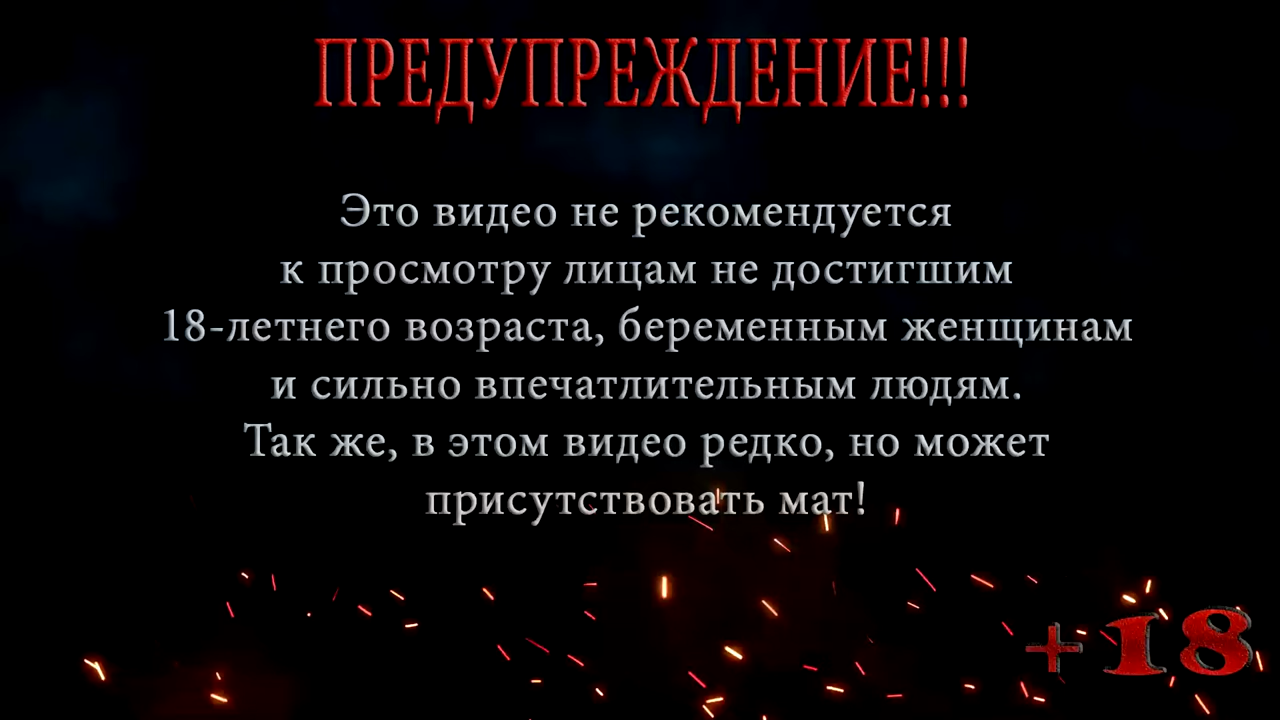 ПРЕДУПРЕЖДЕНИЕ!!!
Это видео не рекомендуется
к просмотру лицам не достигшим
18-летнего возраста, беременным женщинам
и сильно впечатлительным людям.
Так же, в этом видео редко, но может
присутствовать мат!
+18